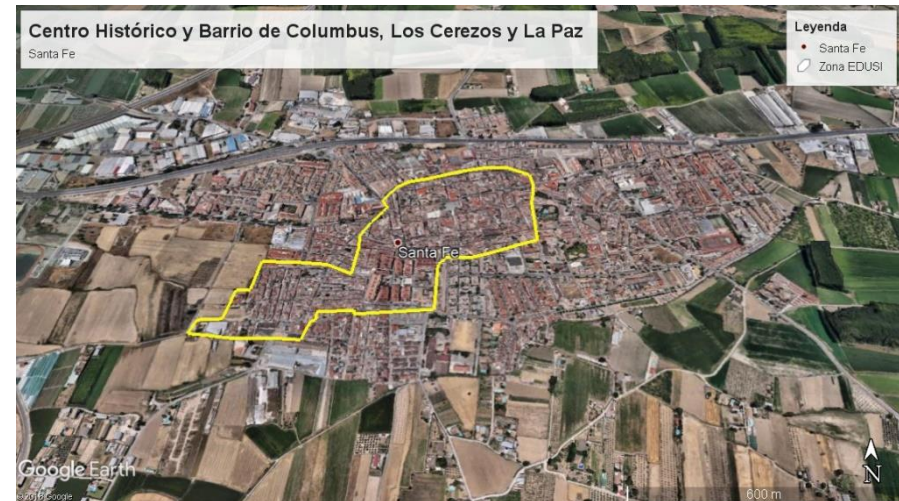 Centro Histórico y Barrio de Columbus, Los Cerezos y La Paz
Santa Fe
Leyenda
Santa Fe
Zona EDUSI
Santa Fe
Google Earth
N
600 m